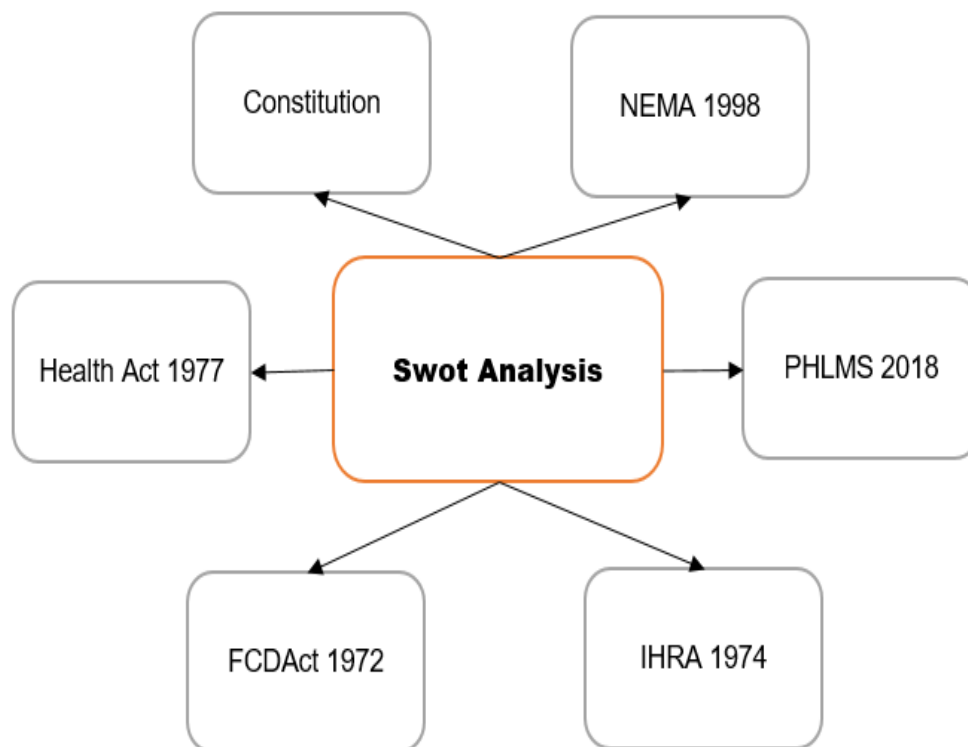 Constitution
NEMA 1998
Health Act 1977
Swot Analysis
PHLMS 2018
FCDAct 1972
IHRA 1974